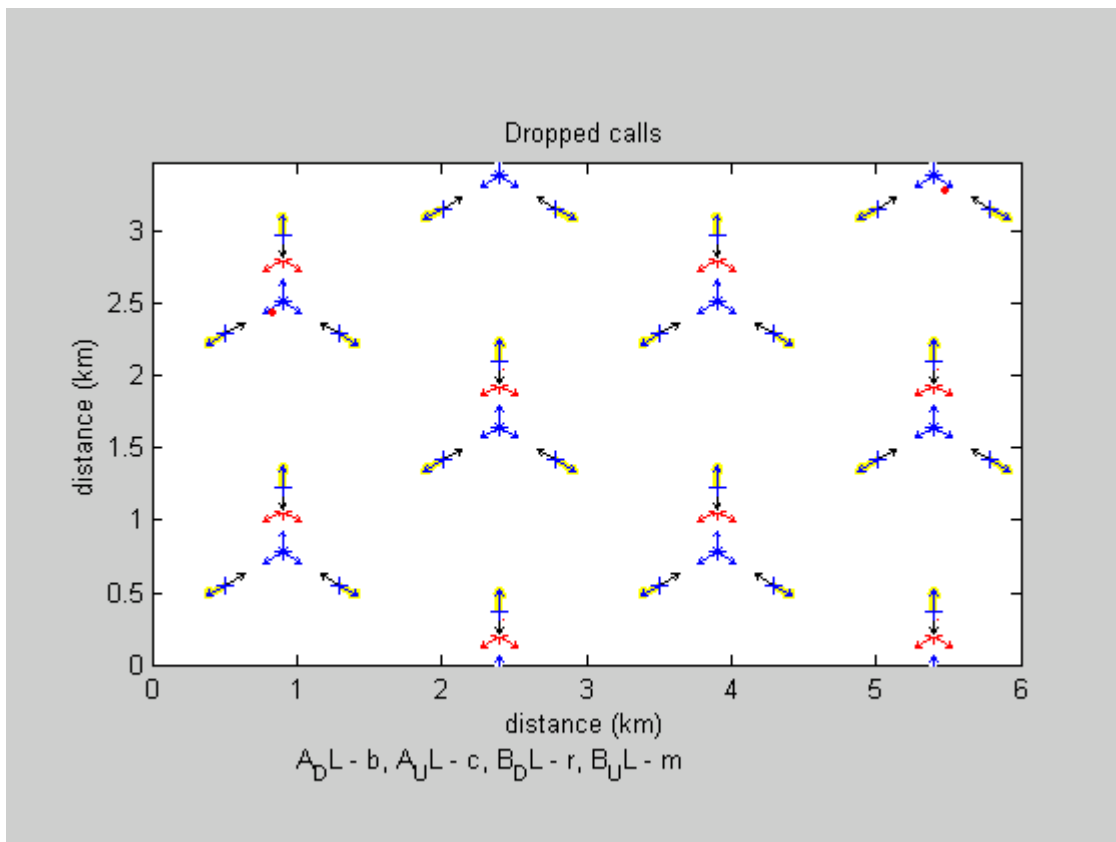 Dropped calls
3
2.5
2
1.5
1
0.5
0
distance (km)
0 1 2 3 4 5 6
distance (km)
A_DL - b, A_UL - c, B_DL - r, B_UL - m